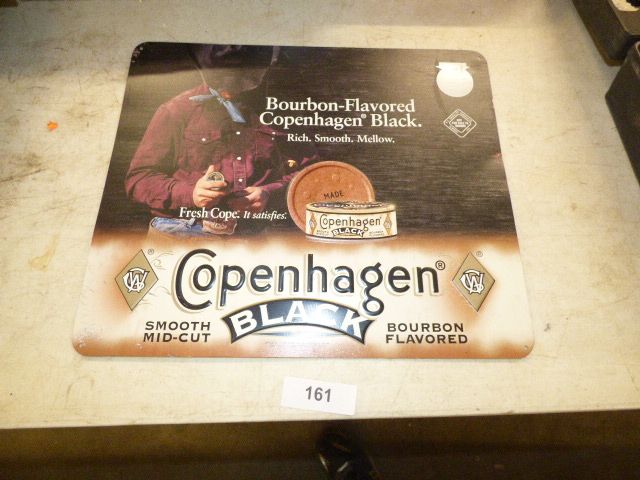 Bourbon-Flavored
Copenhagen® Black.
Rich. Smooth. Mellow.
MADE
Fresh Cope.® It satisfies.®
Copenhagen
BLACK
Copenhagen®
BLACK
SMOOTH
MID-CUT
BOURBON
FLAVORED
161